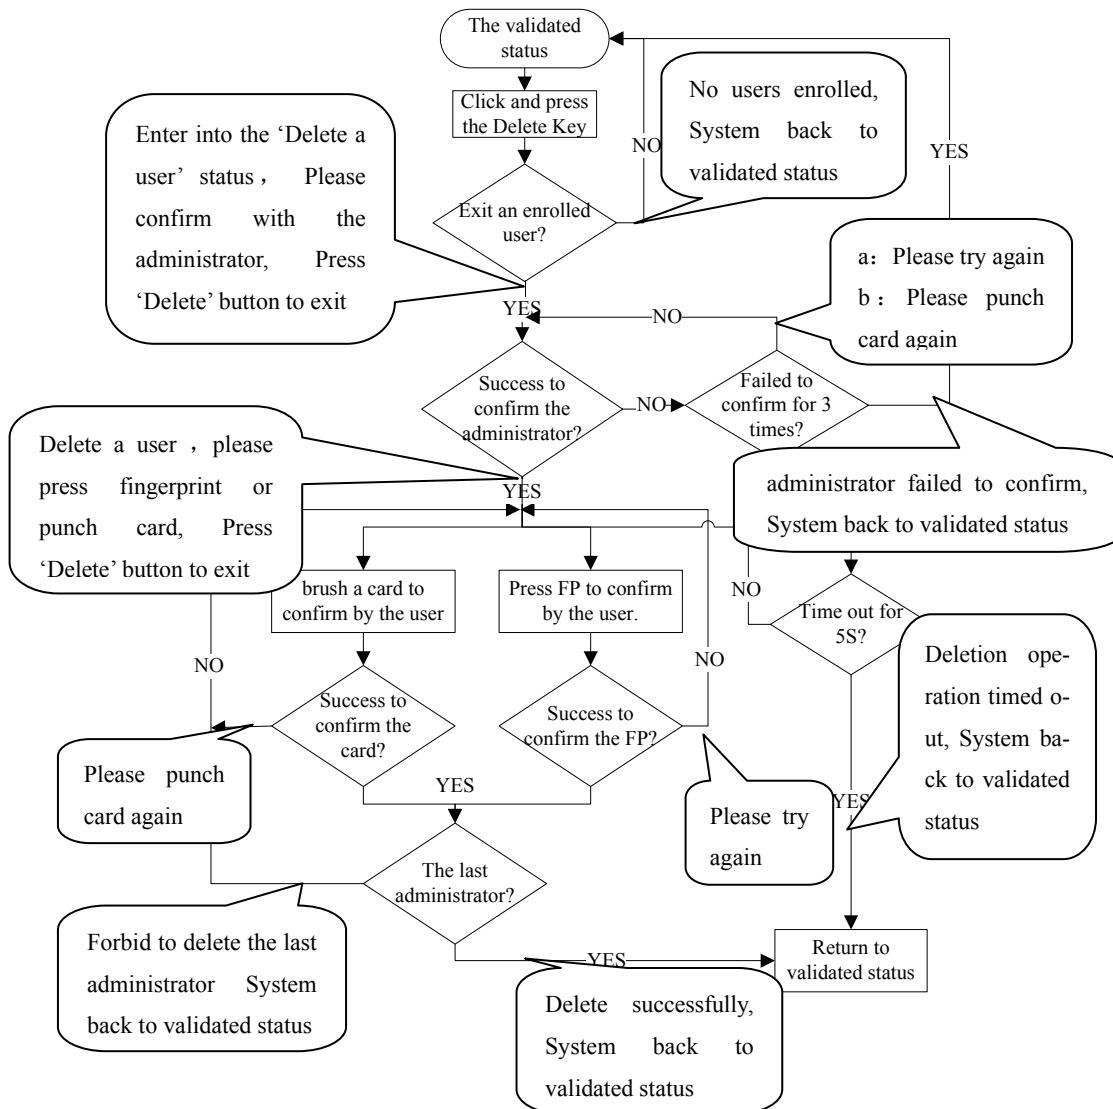 The validated
status
Click and press
the Delete Key
No users enrolled,
System back to
validated status
NO
YES
Enter into the ‘Delete a
user’ status， Please
confirm with the
administrator, Press
‘Delete’ button to exit
Exit an enrolled
user?
a：Please try again
b：Please punch
card again
YES
NO
Success to
confirm the
administrator?
NO
Failed to
confirm for 3
times?
Delete a user ，please
press fingerprint or
punch card, Press
‘Delete’ button to exit
YES
administrator failed to confirm,
System back to validated status
brush a card to
confirm by the user
Press FP to confirm
by the user.
NO
Time out for
5S?
NO
NO
Deletion ope-
ration timed o-
ut, System ba-
ck to validated
status
Success to
confirm the
card?
Success to
confirm the FP?
Please punch
card again
YES
YES
Please try
again
The last
administrator?
Forbid to delete the last
administrator System
back to validated status
YES
Return to
validated status
Delete successfully,
System back to
validated status